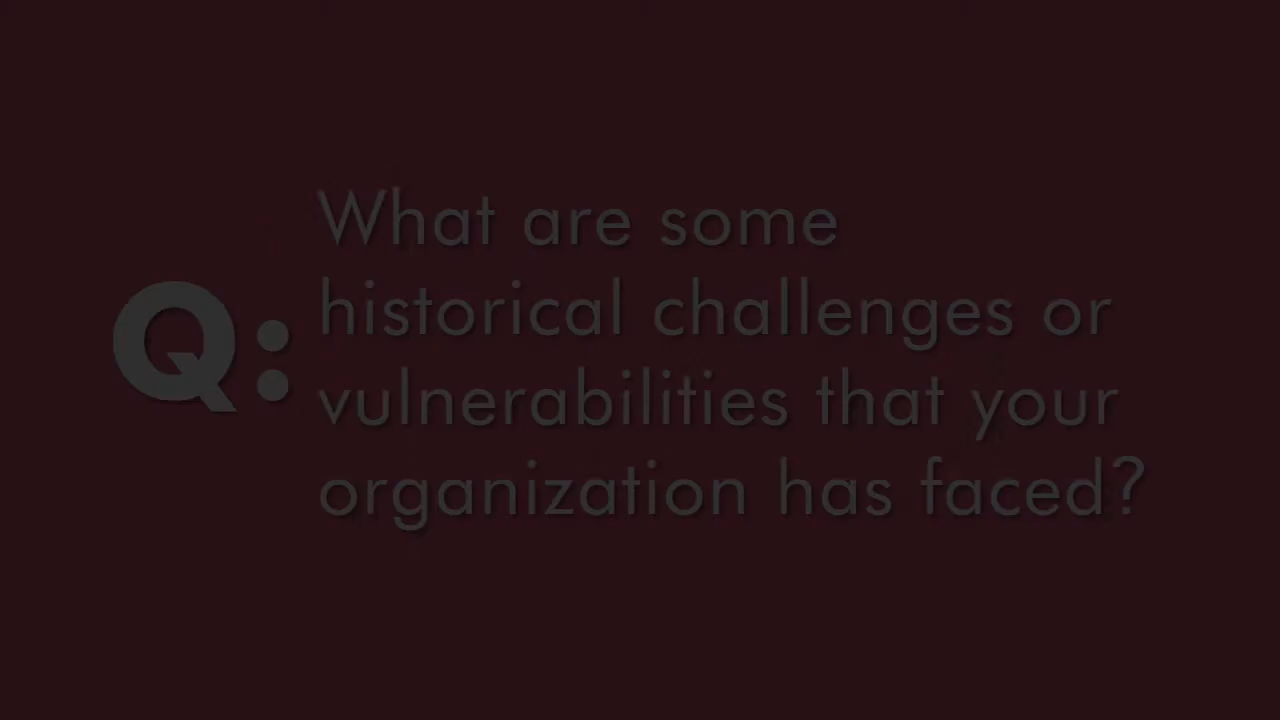 Q:
What are some
historical challenges or
vulnerabilities that your
organization has faced?